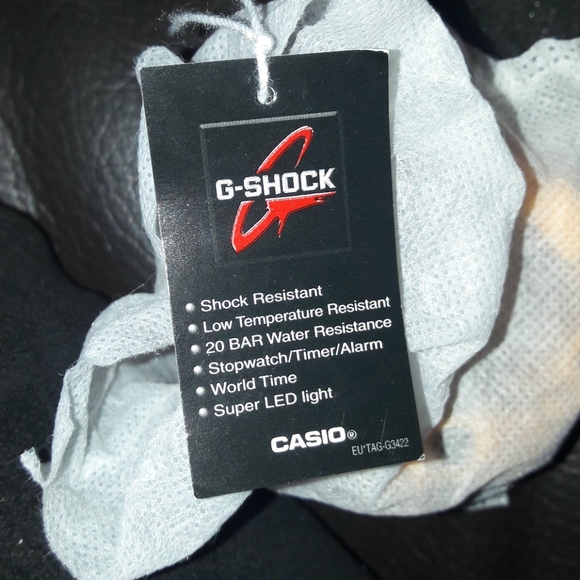 G-SHOCK
Shock Resistant
Low Temperature Resistant
20 BAR Water Resistance
Stopwatch/Timer/Alarm
World Time
Super LED light
CASIO®
EU*TAG-G3422